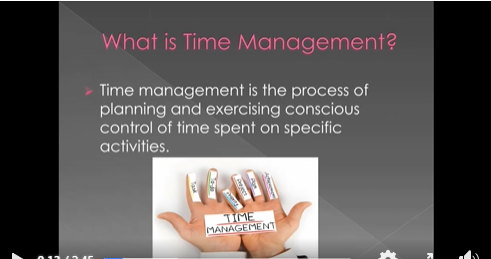 What is Time Management?
Time management is the process of
planning and exercising conscious
control of time spent on specific
activities.
TIME
MANAGEMENT